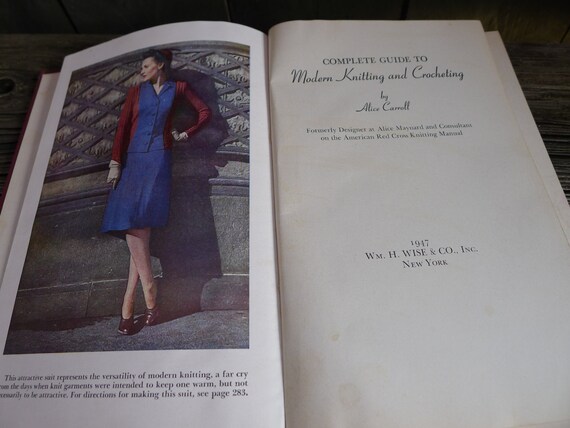 This attractive suit represents the versatility of modern knitting, a far cry
from the days when knit garments were intended to keep one warm, but not
necessarily to be attractive. For directions for making this suit, see page 283.
COMPLETE GUIDE TO
Modern Knitting and Crocheting
by
Alice Carroll
Formerly Designer at Alice Maynard and Consultant
on the American Red Cross Knitting Manual
1947
WM. H. WISE & CO., INC.
NEW YORK